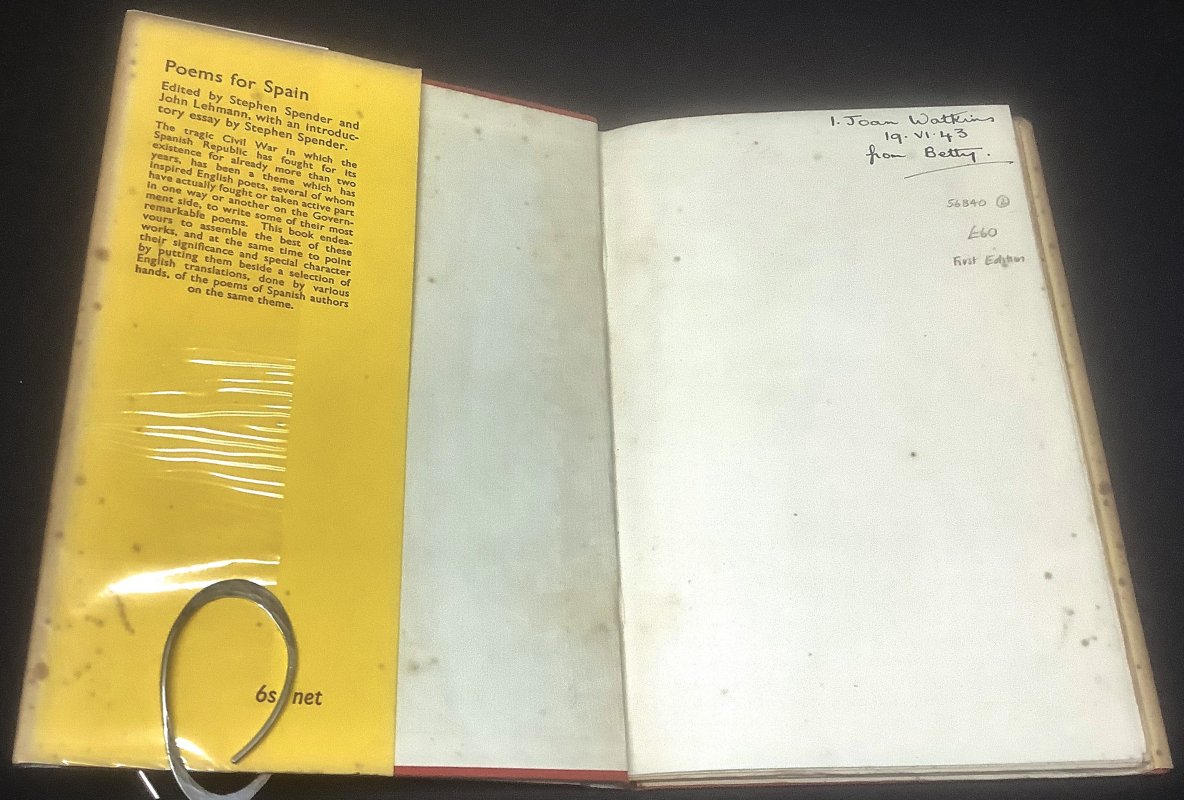 Poems for Spain
Edited by Stephen Spender and
John Lehmann, with an introduc-
tory essay by Stephen Spender.
The tragic Civil War in which the
Spanish Republic has fought for its
existence for already more than two
years, has been a theme which has
inspired English poets, several of whom
have actually fought or taken active part
in one way or another on the Govern-
ment side, to write some of their most
remarkable poems. This book endea-
vours to assemble the best of these
works, and at the same time to point
their significance and special character
by putting them beside a selection of
English translations, done by various
hands, of the poems of Spanish authors
on the same theme.
6s net
I. Joan Watkins
19.VI.43
from Betty.
56840
£60
First Edition